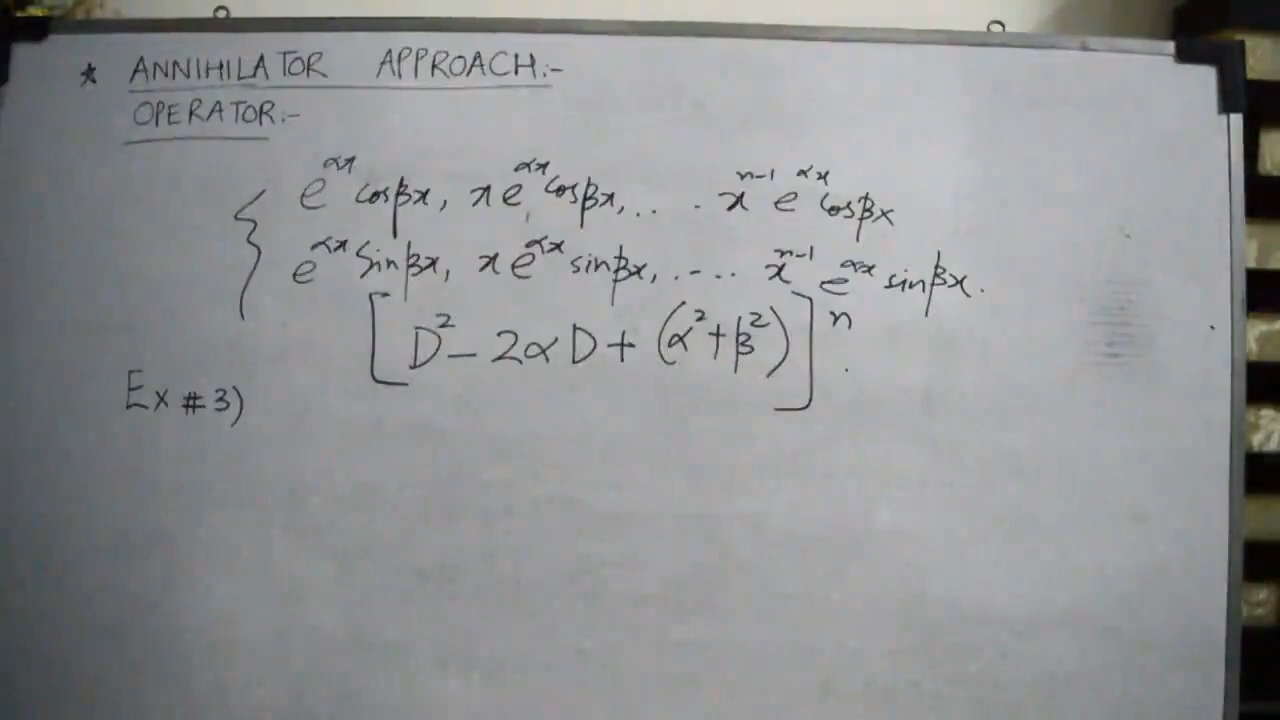 * ANNIHILATOR APPROACH:-
OPERATOR:-
{ e^αx cosβx, x e^αx cosβx, .. . x^n-1 e^αx cosβx
e^αx Sinβx, x e^αx sinβx, .-... x^n-1 e^αx sinβx.
[D² - 2αD + (α² + β²)]^n .
Ex #3)